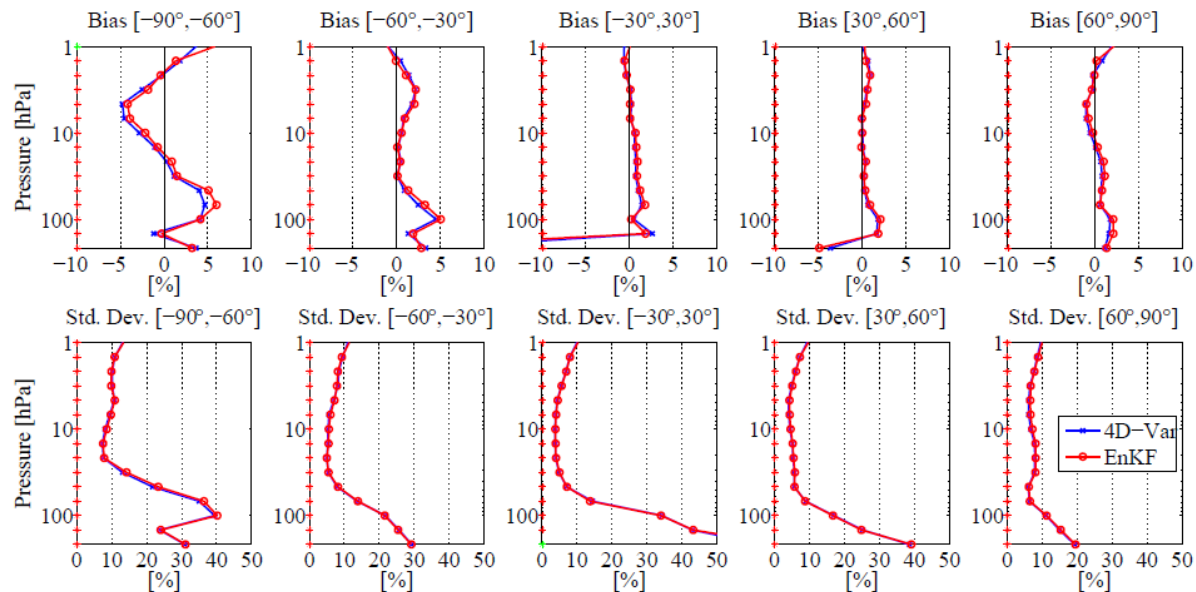 Bias [−90°,−60°] Bias [−60°,−30°] Bias [−30°,30°] Bias [30°,60°] Bias [60°,90°]
Pressure [hPa]
1 1 1 1 1
10 10 10 10 10
100 100 100 100 100
−10 −5 0 5 10 −10 −5 0 5 10 −10 −5 0 5 10 −10 −5 0 5 10 −10 −5 0 5 10
[%] [%] [%] [%] [%]
Std. Dev. [−90°,−60°] Std. Dev. [−60°,−30°] Std. Dev. [−30°,30°] Std. Dev. [30°,60°] Std. Dev. [60°,90°]
Pressure [hPa]
1 1 1 1 1
10 10 10 10 10
4D−Var
EnKF
100 100 100 100 100
0 10 20 30 40 50 0 10 20 30 40 50 0 10 20 30 40 50 0 10 20 30 40 50 0 10 20 30 40 50
[%] [%] [%] [%] [%]